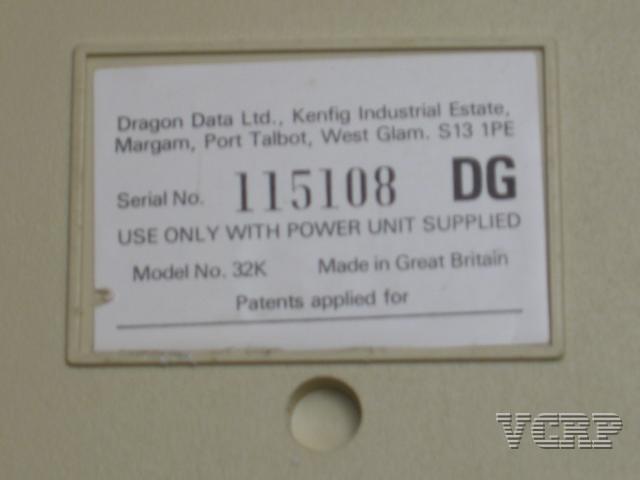 Dragon Data Ltd., Kenfig Industrial Estate,
Margam, Port Talbot, West Glam. S13 1PE
Serial No. 115108 DG
USE ONLY WITH POWER UNIT SUPPLIED
Model No. 32K Made in Great Britain
Patents applied for
VCRP